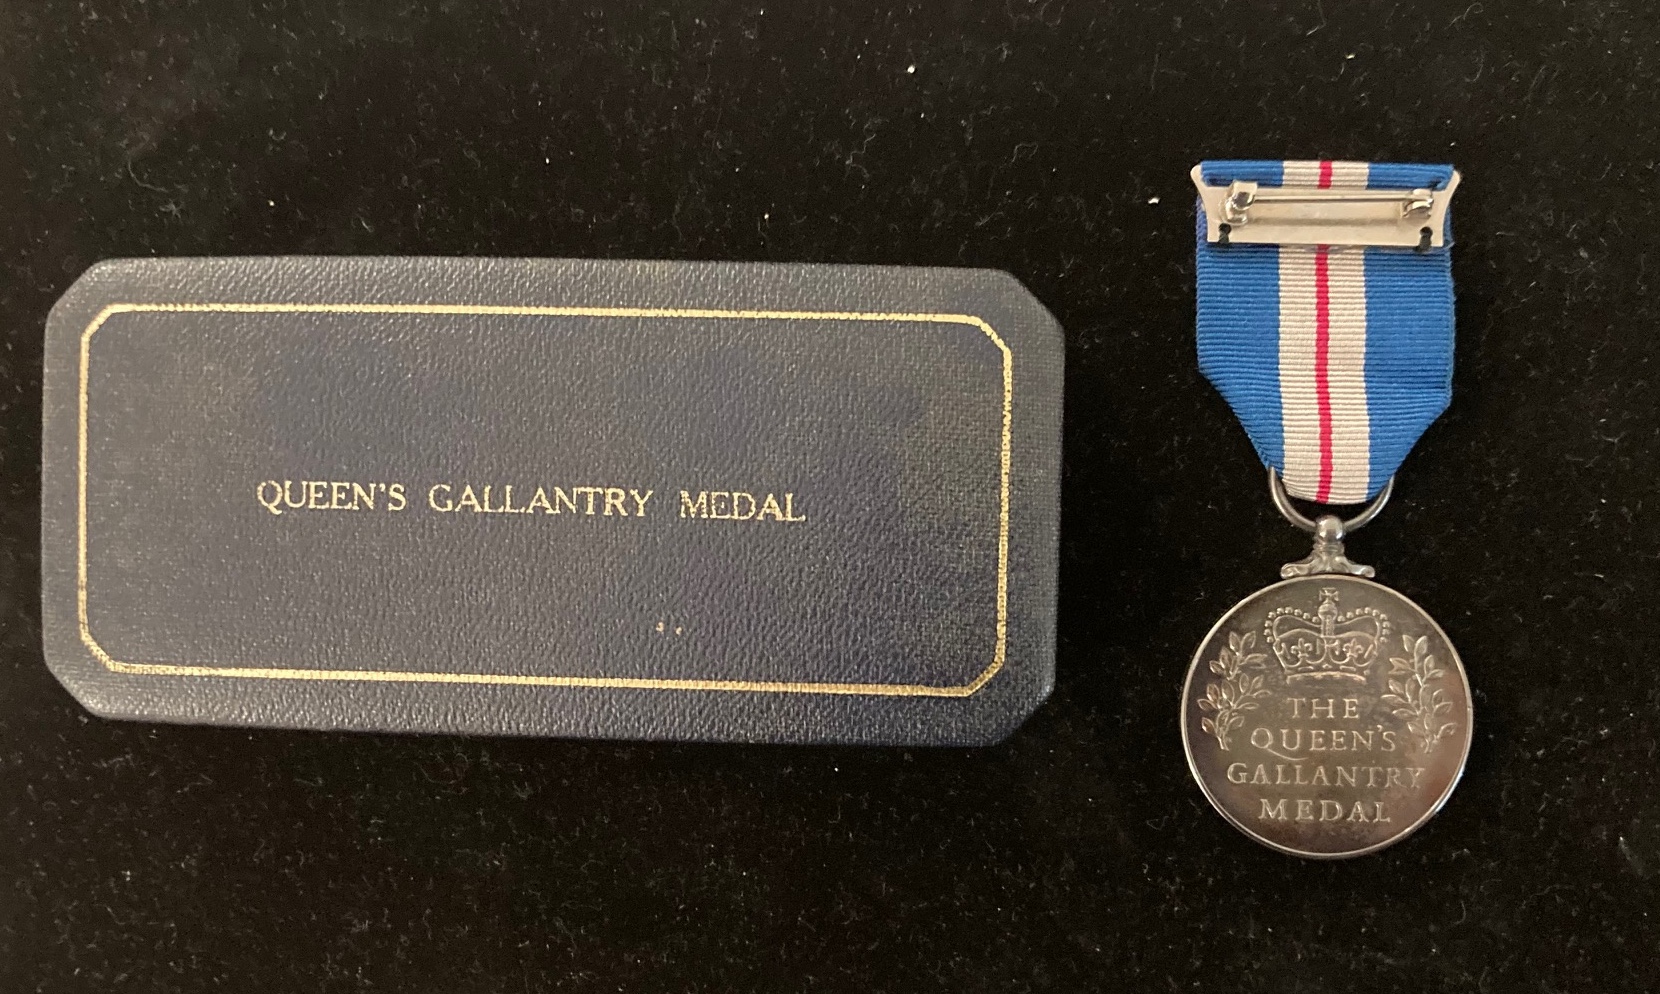 QUEEN'S GALLANTRY MEDAL
THE
QUEEN'S
GALLANTRY
MEDAL